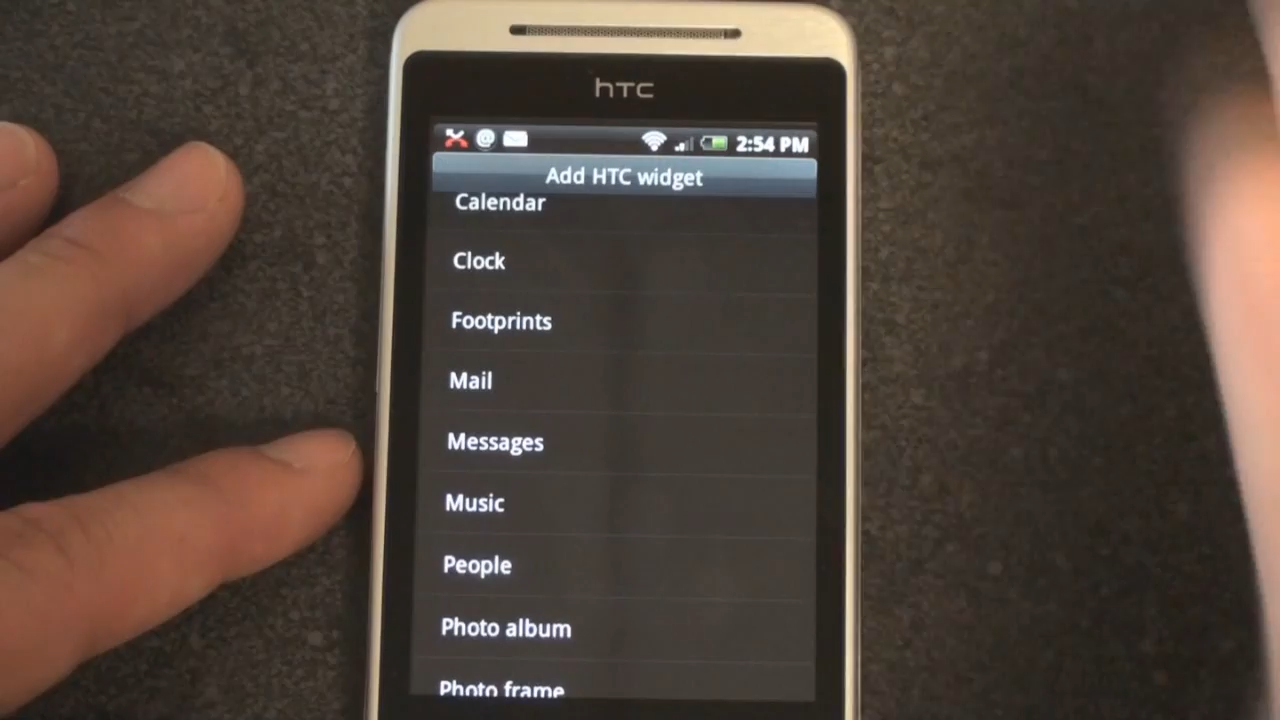 hTC
2:54 PM
Add HTC widget
Calendar
Clock
Footprints
Mail
Messages
Music
People
Photo album
Photo frame